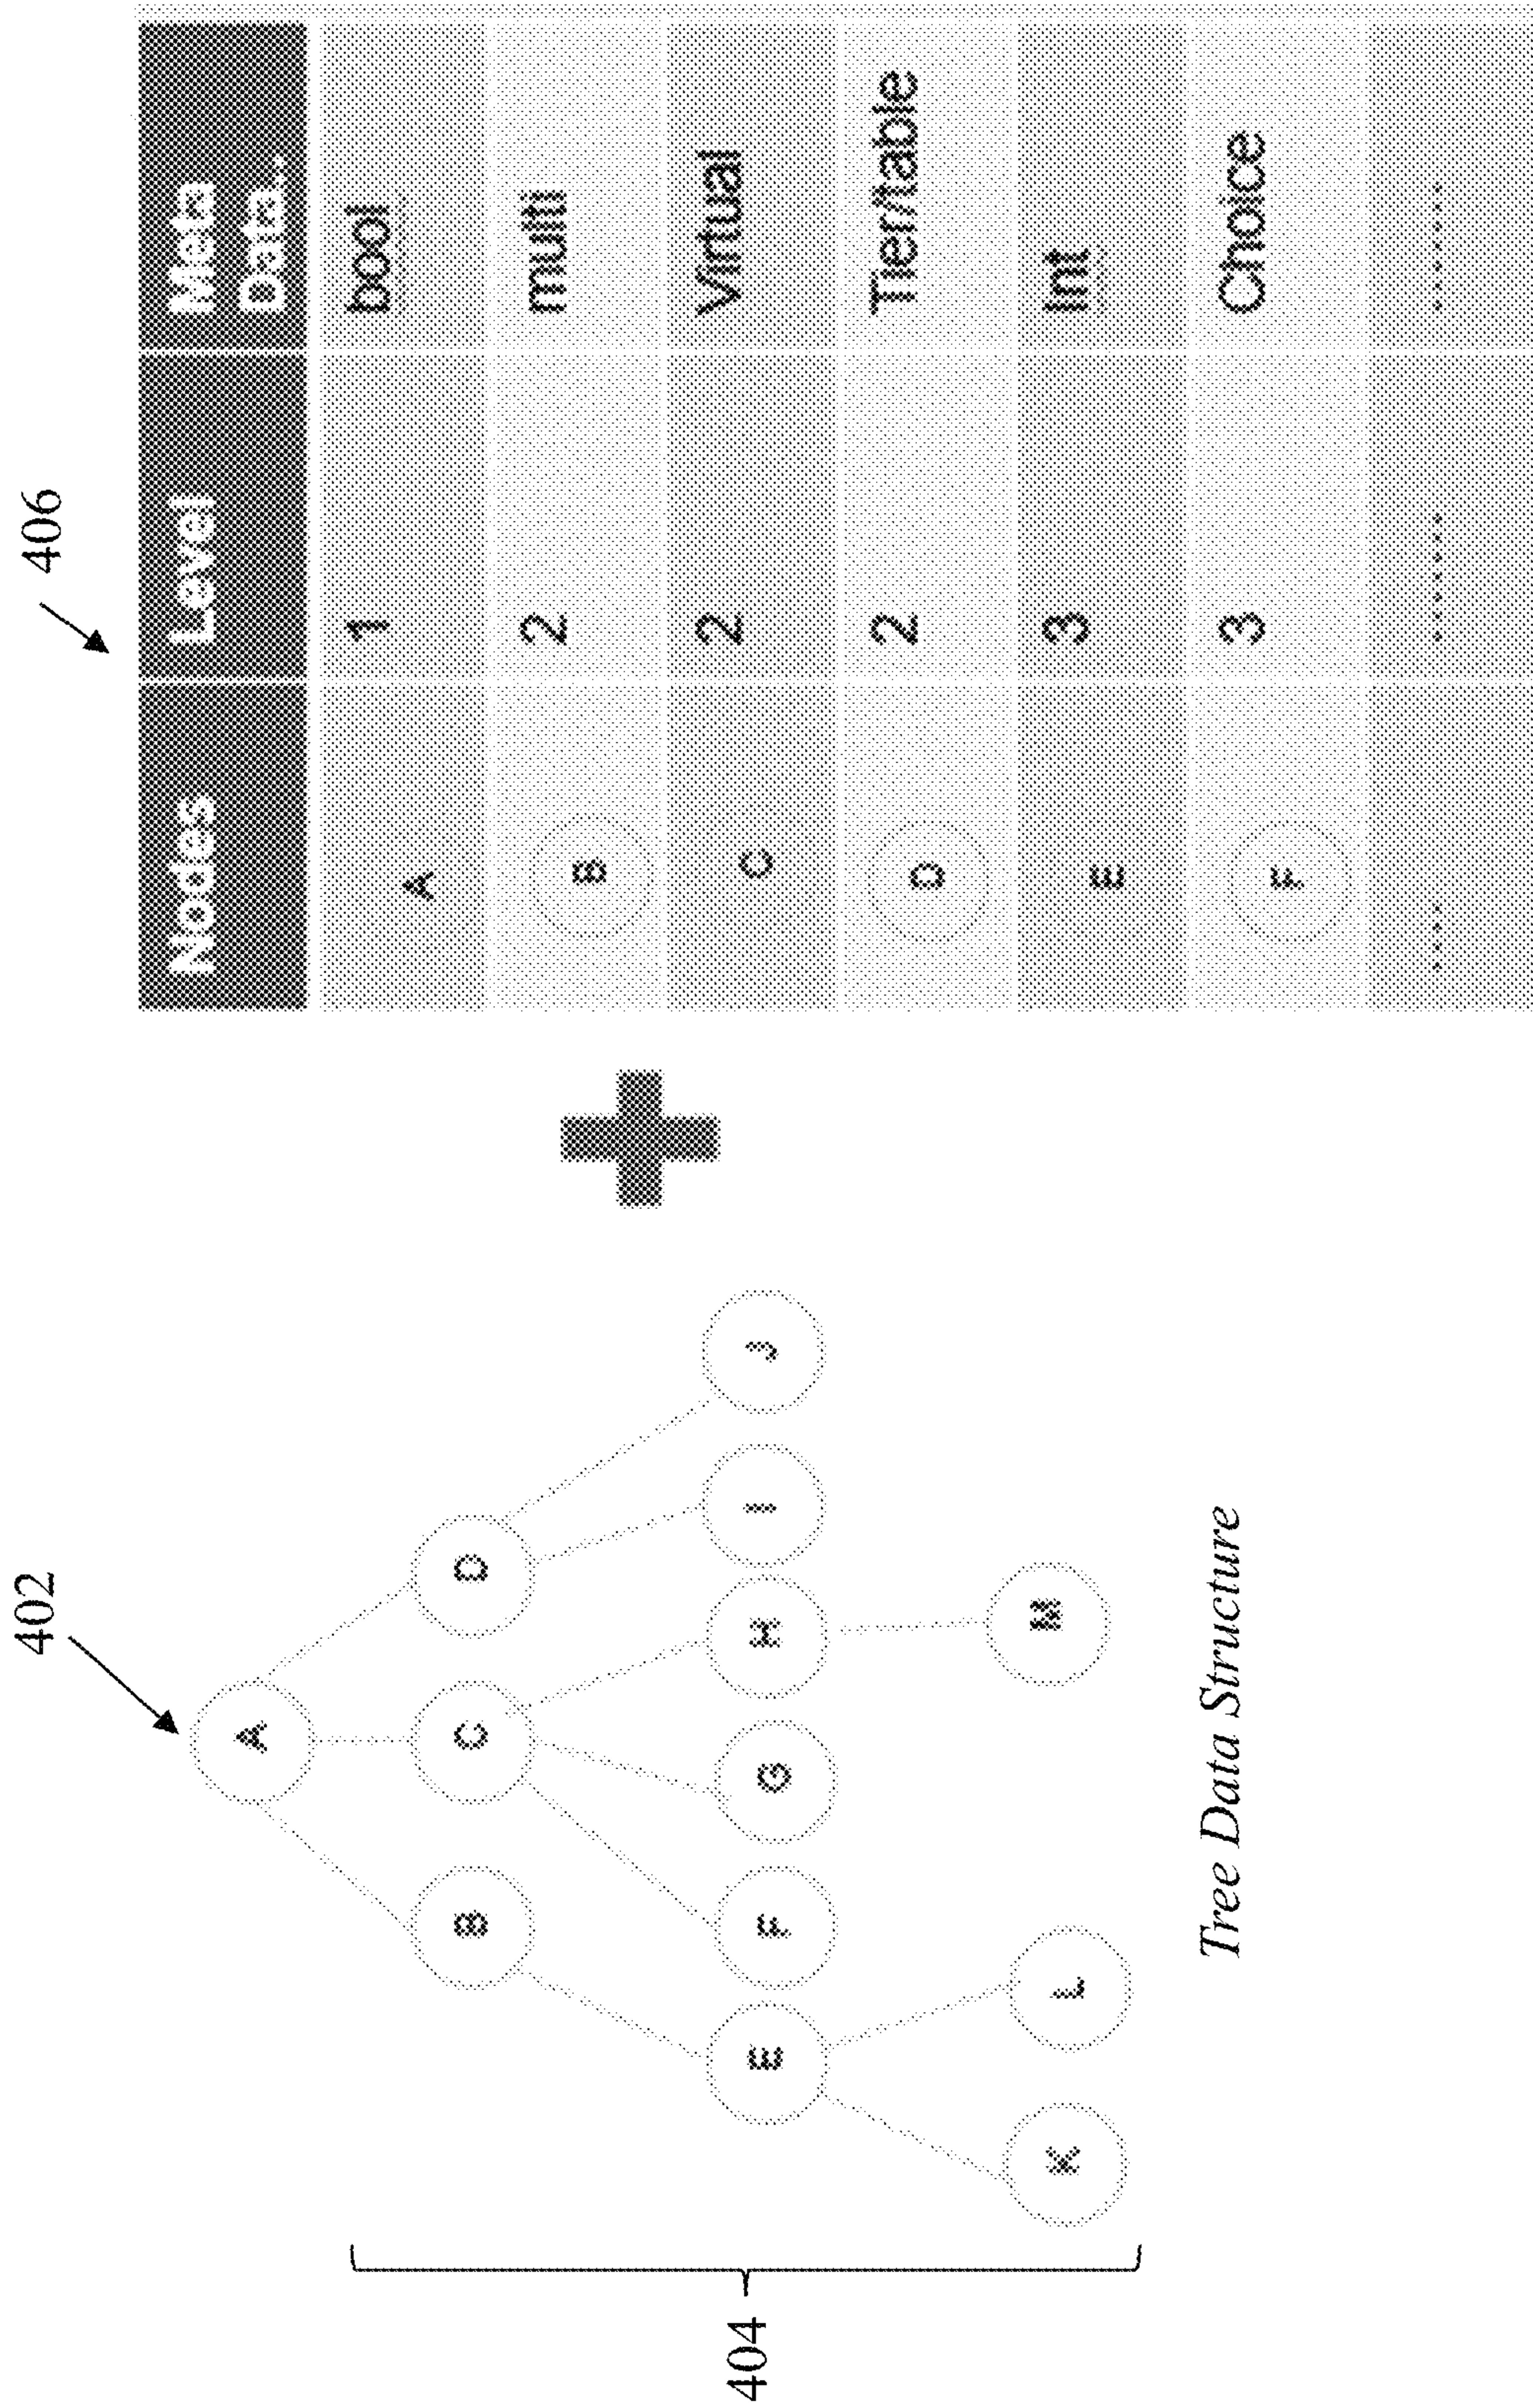 402
A
B C D
E F G H I J
K L M
404
Tree Data Structure
406
Nodes Level Meta Data..
A 1 bool
B 2 multi
C 2 Virtual
D 2 Tier/table
E 3 Int
F 3 Choice
..... ......... .........